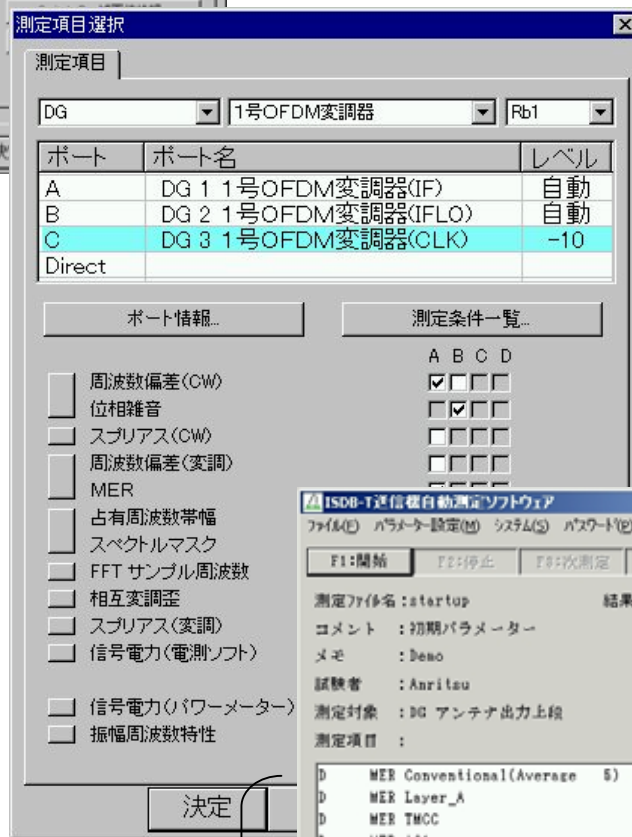 測定項目選択
測定項目
DG 1号OFDM変調器 Rb1
ポート ポート名 レベル
A DG 1 1号OFDM変調器(IF) 自動
B DG 2 1号OFDM変調器(IFLO) 自動
C DG 3 1号OFDM変調器(CLK) -10
Direct
ポート情報... 測定条件一覧...
A B C D
周波数偏差(CW)
位相雑音
スプリアス(CW)
周波数偏差(変調)
MER
占有周波数帯幅
スペクトルマスク
FFT サンプル周波数
相互変調歪
スプリアス(変調)
信号電力(電測ソフト)
信号電力(パワーメーター)
振幅周波数特性
決定
ISDB-T送信機自動測定ソフトウェア
ファイル(F) パラメーター設定(M) システム(S) パスワード(P)
F1:開始 F2:停止 F3:次測定
測定ファイル名 :startup 結果
コメント :初期パラメーター
メモ :Demo
試験者 :Anritsu
測定対象 :DG アンテナ出力上段
測定項目 :
D MER Conventional(Average 5)
D MER Layer_A
D MER TMCC